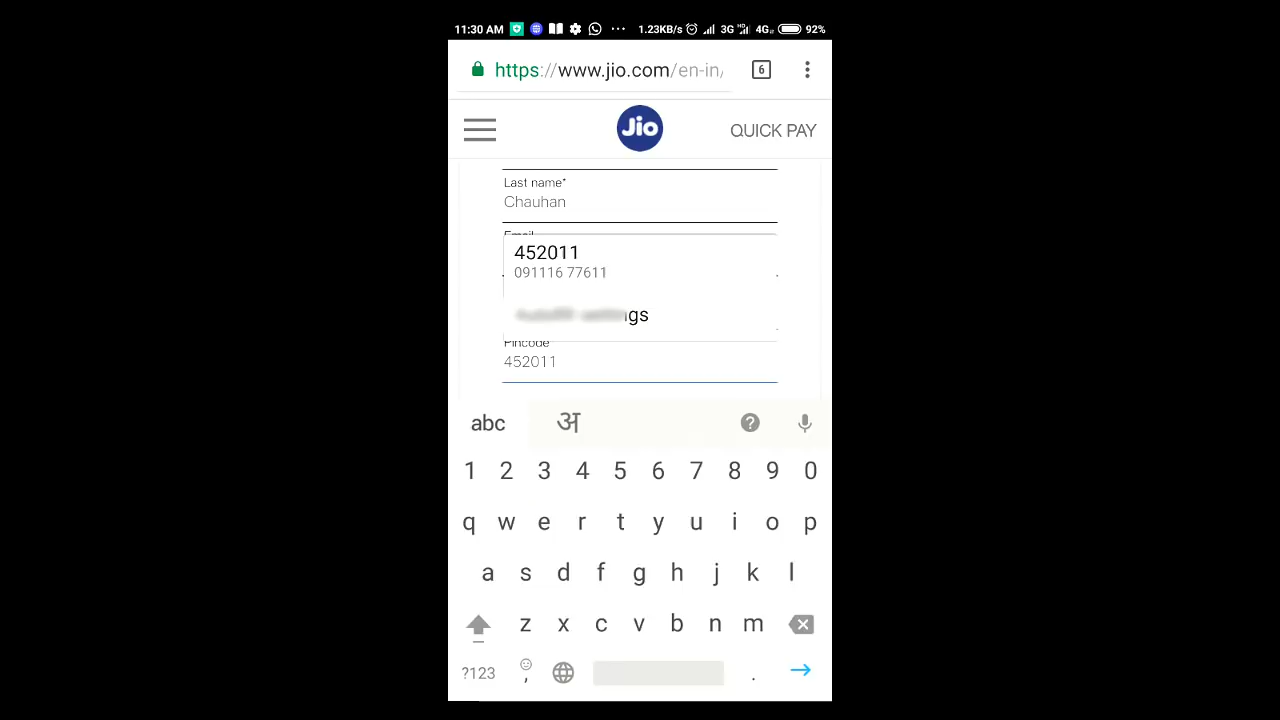 11:30 AM ... 1.23KB/s 3G HD 4G 92%
https://www.jio.com/en-in/ 6
Jio QUICK PAY
Last name*
Chauhan
Email
452011
091116 77611
Pincode
452011
abc अ ?
1 2 3 4 5 6 7 8 9 0
q w e r t y u i o p
a s d f g h j k l
z x c v b n m
?123 , .